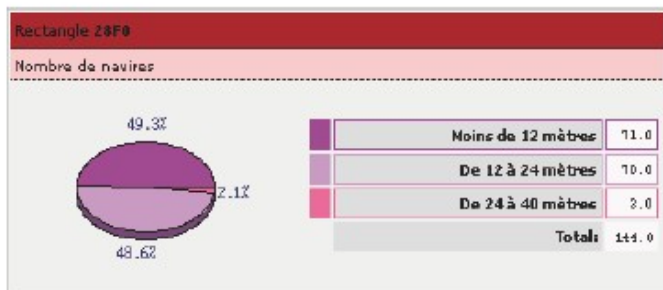 Rectangle 28F0
Nombre de navires
49.3%
2.1%
48.6%
Moins de 12 mètres 71.0
De 12 à 24 mètres 70.0
De 24 à 40 mètres 3.0
Total: 144.0